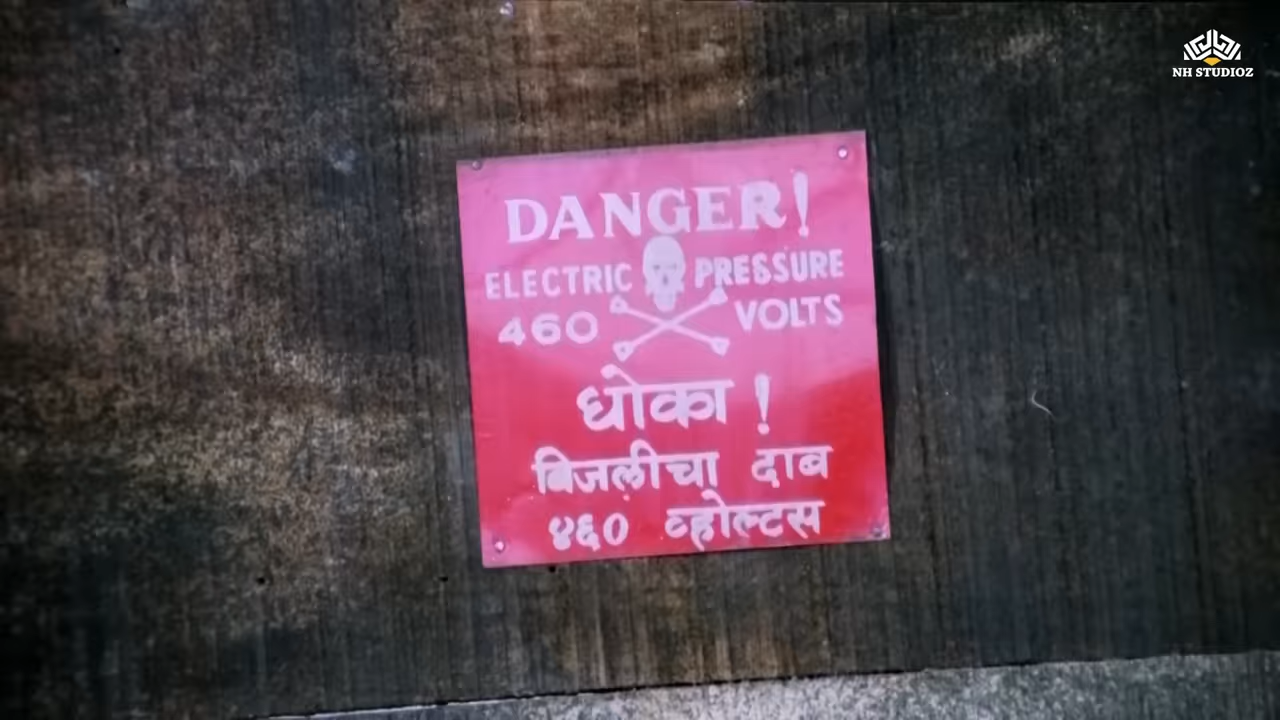 NH STUDIOZ
DANGER!
ELECTRIC PRESSURE
460 VOLTS
धोका !
बिजलीचा दाब
४६० व्होल्टस